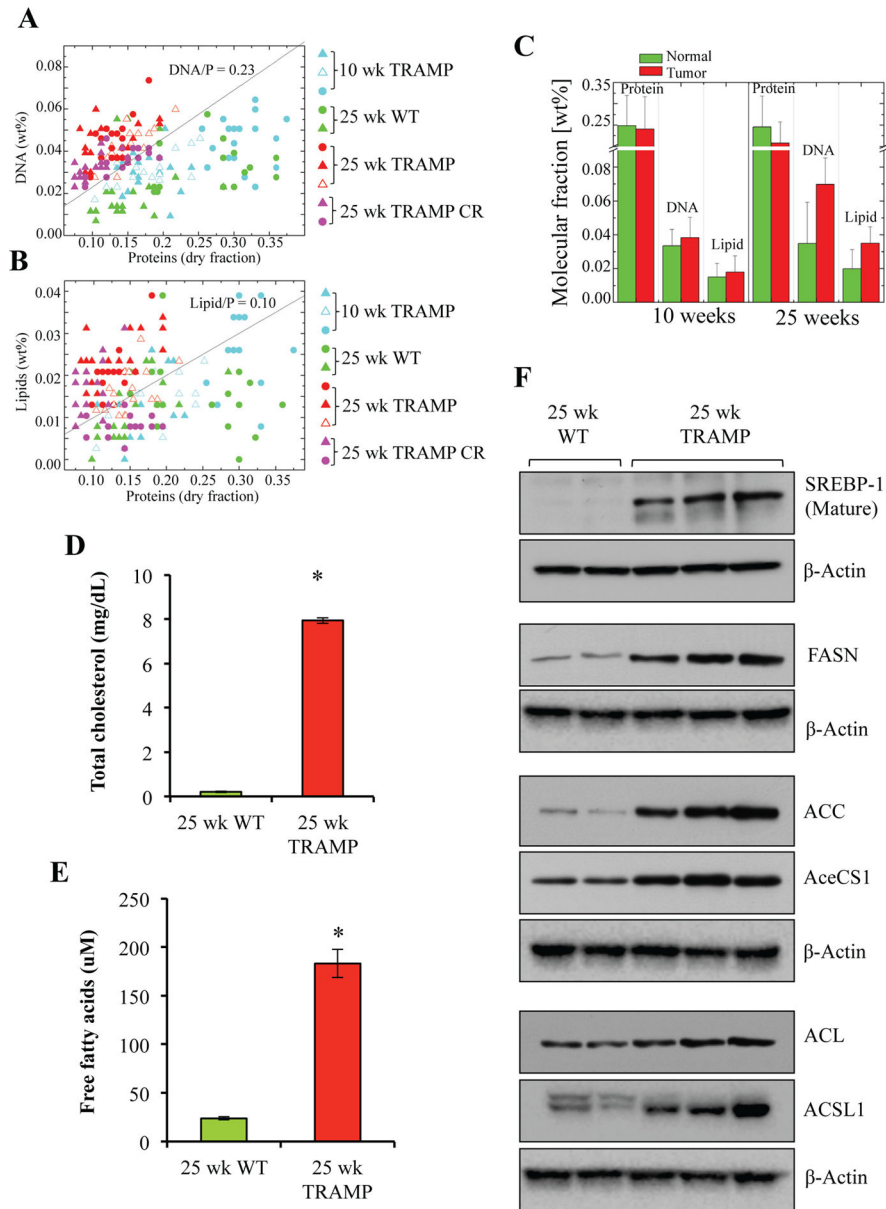 A
DNA (wt%)
0.08
0.06
0.04
0.02
0.00
DNA/P = 0.23
0.10 0.15 0.20 0.25 0.30 0.35
Proteins (dry fraction)
10 wk TRAMP
25 wk WT
25 wk TRAMP
25 wk TRAMP CR
B
Lipids (wt%)
0.04
0.03
0.02
0.01
0.00
Lipid/P = 0.10
0.10 0.15 0.20 0.25 0.30 0.35
Proteins (dry fraction)
10 wk TRAMP
25 wk WT
25 wk TRAMP
25 wk TRAMP CR
C
Normal
Tumor
Molecular fraction [wt%]
0.35
0.25
0.08
0.04
0.00
Protein
DNA
Lipid
Protein
DNA
Lipid
10 weeks 25 weeks
D
Total cholesterol (mg/dL)
10
8
6
4
2
0
*
25 wk WT 25 wk
TRAMP
E
Free fatty acids (uM)
250
200
150
100
50
0
*
25 wk WT 25 wk
TRAMP
F
25 wk 25 wk
WT TRAMP
SREBP-1
(Mature)
β-Actin
FASN
β-Actin
ACC
AceCS1
β-Actin
ACL
ACSL1
β-Actin